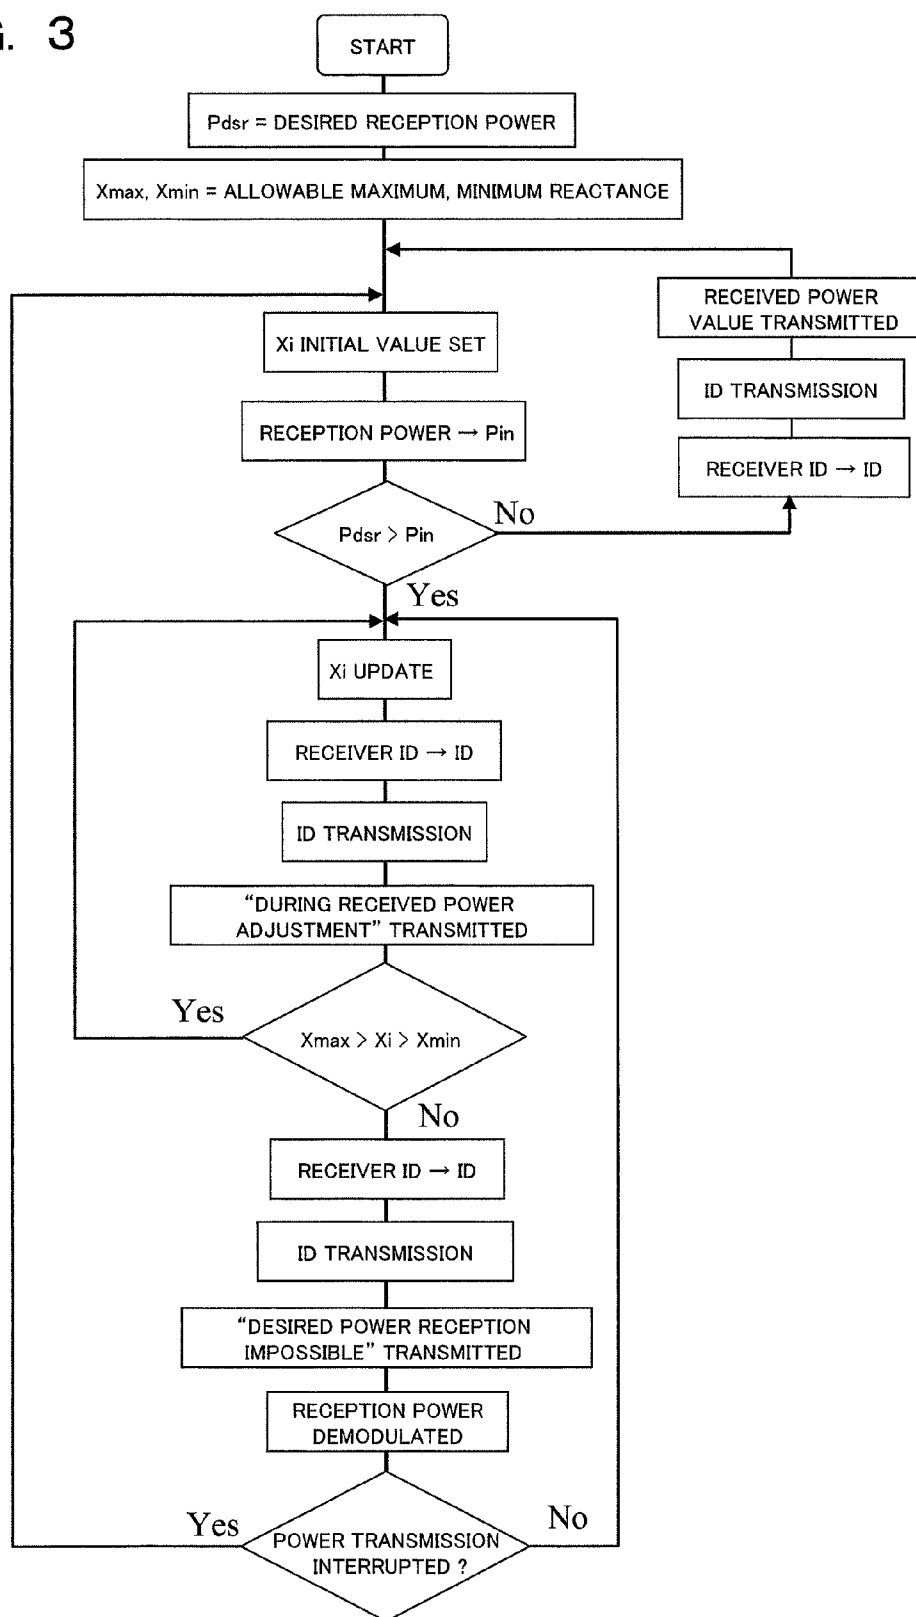 . 3
START
Pdsr = DESIRED RECEPTION POWER
Xmax, Xmin = ALLOWABLE MAXIMUM, MINIMUM REACTANCE
RECEIVED POWER
VALUE TRANSMITTED
Xi INITIAL VALUE SET
ID TRANSMISSION
RECEPTION POWER → Pin
RECEIVER ID → ID
Pdsr > Pin
No
Yes
Xi UPDATE
RECEIVER ID → ID
ID TRANSMISSION
“DURING RECEIVED POWER
ADJUSTMENT” TRANSMITTED
Yes
Xmax > Xi > Xmin
No
RECEIVER ID → ID
ID TRANSMISSION
“DESIRED POWER RECEPTION
IMPOSSIBLE” TRANSMITTED
RECEPTION POWER
DEMODULATED
Yes
No
POWER TRANSMISSION
INTERRUPTED ?